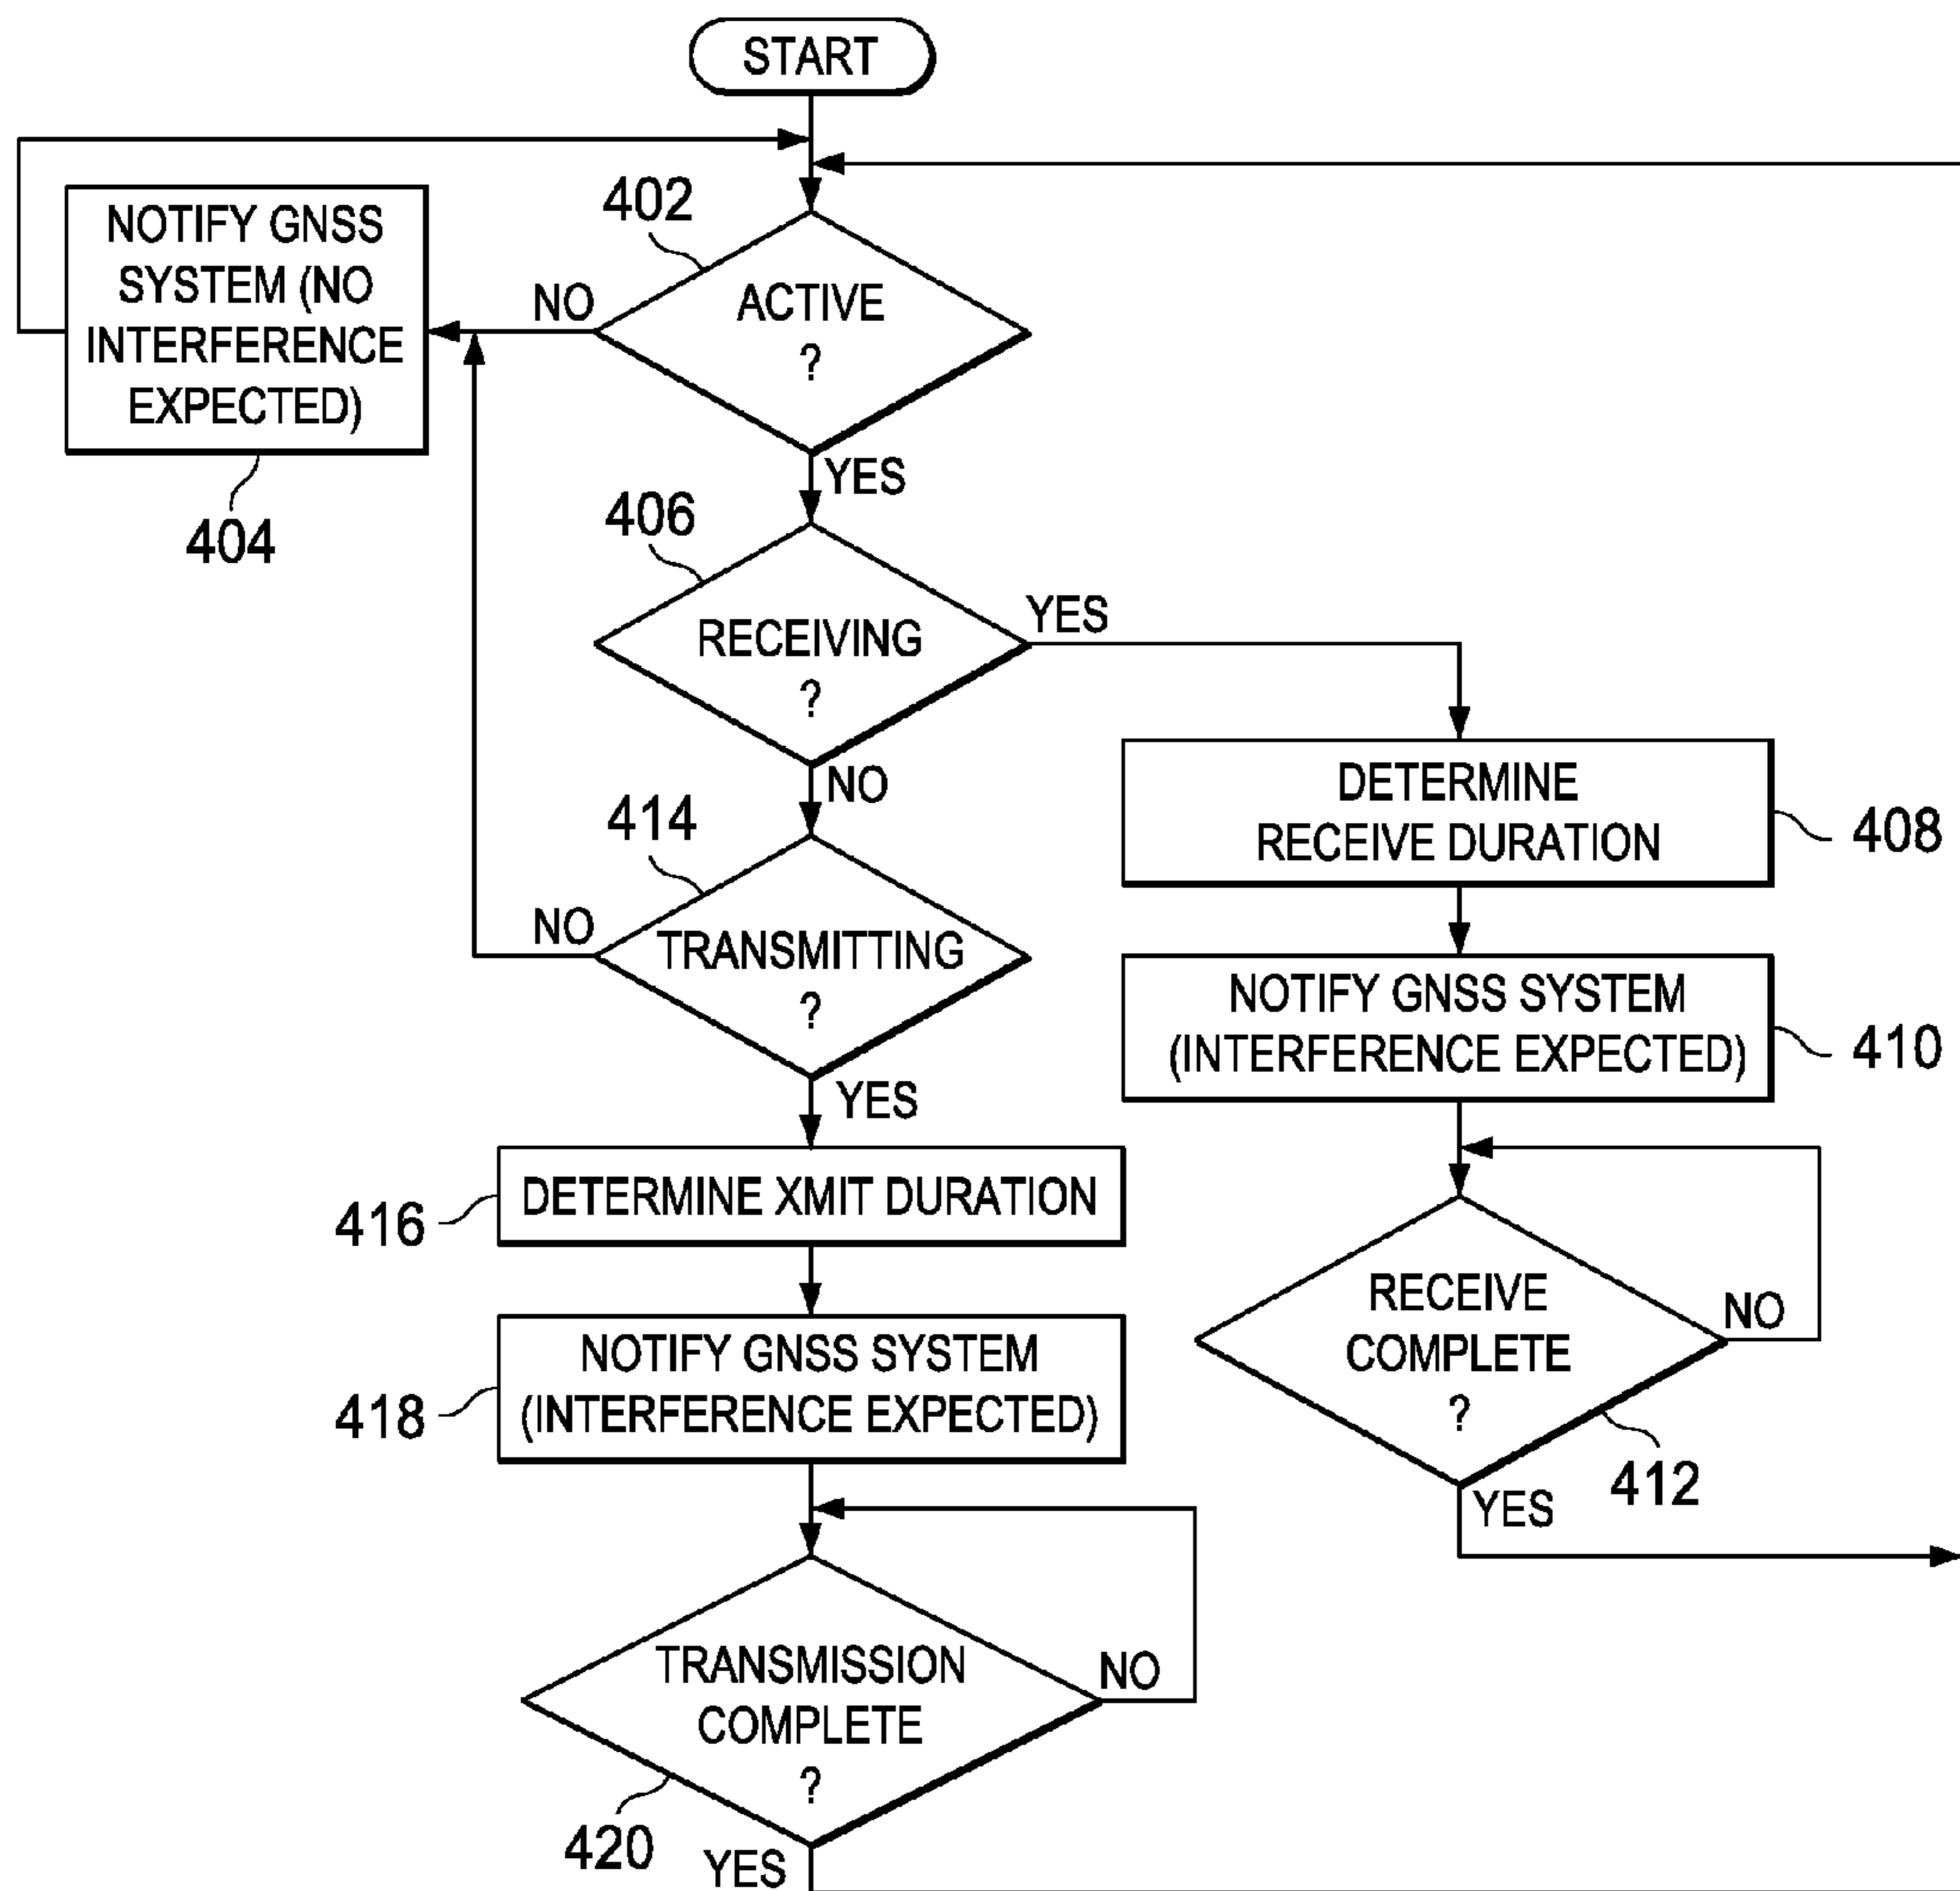 START
402
NOTIFY GNSS
SYSTEM (NO
INTERFERENCE
EXPECTED)
404
ACTIVE
?
NO
YES
406
RECEIVING
?
YES
NO
DETERMINE
RECEIVE DURATION
408
414
TRANSMITTING
?
NO
YES
NOTIFY GNSS SYSTEM
(INTERFERENCE EXPECTED)
410
DETERMINE XMIT DURATION
416
NOTIFY GNSS SYSTEM
(INTERFERENCE EXPECTED)
418
RECEIVE
COMPLETE
?
NO
YES
412
TRANSMISSION
COMPLETE
?
NO
420
YES